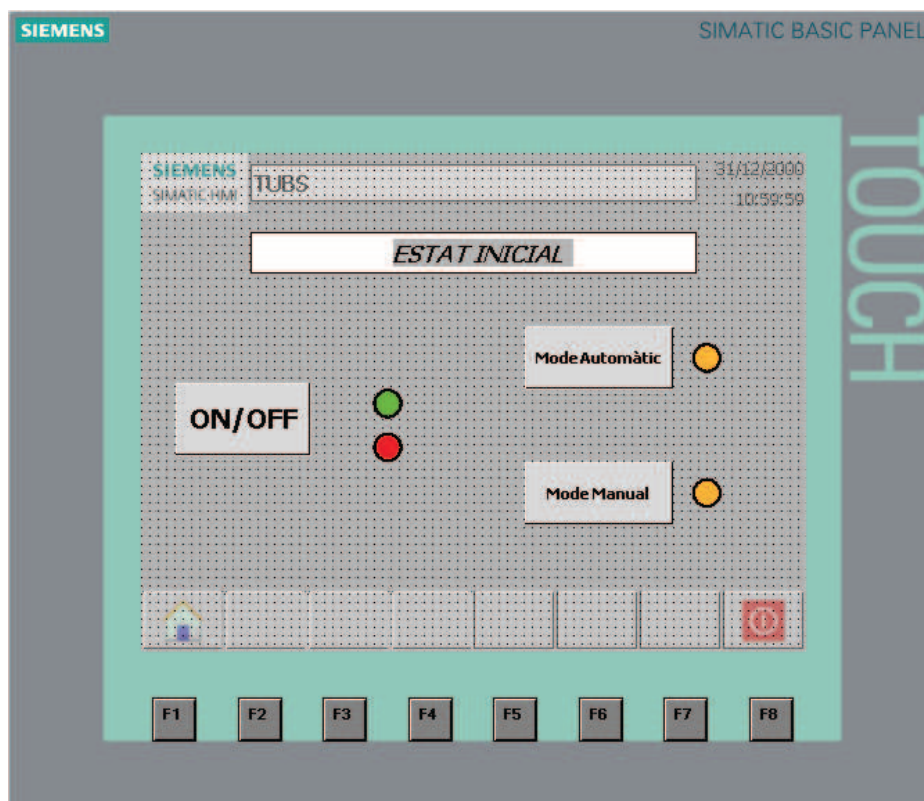 SIEMENS
SIMATIC BASIC PANEL
TOUCH
SIEMENS
SIMATIC HMI
TUBS
31/12/2000
10:59:59
ESTAT INICIAL
Mode Automàtic
ON/OFF
Mode Manual
F1 F2 F3 F4 F5 F6 F7 F8